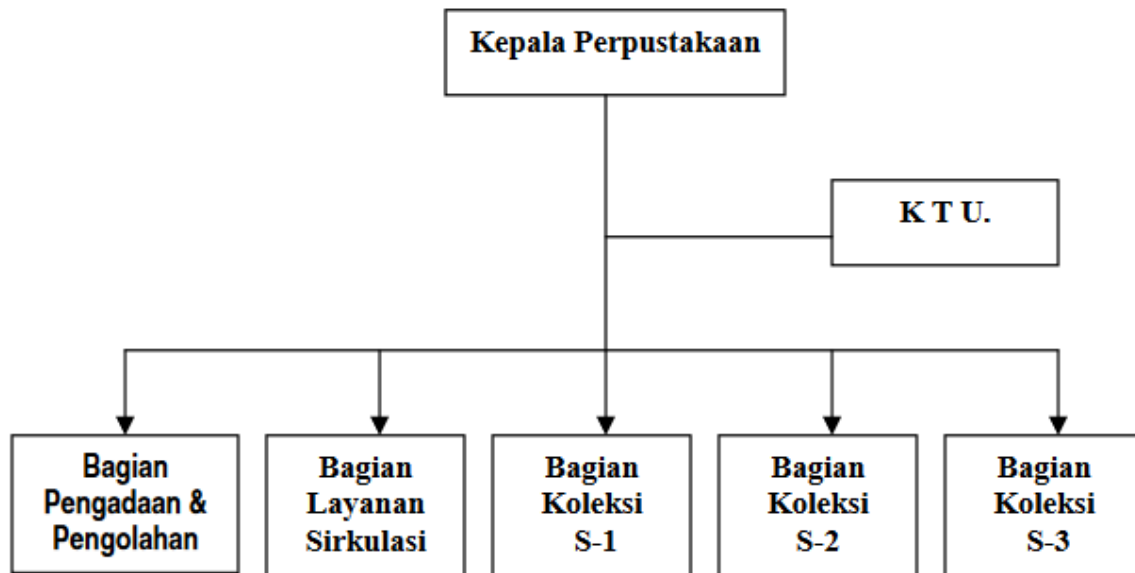 Kepala Perpustakaan
K T U.
Bagian
Pengadaan &
Pengolahan
Bagian
Layanan
Sirkulasi
Bagian
Koleksi
S-1
Bagian
Koleksi
S-2
Bagian
Koleksi
S-3